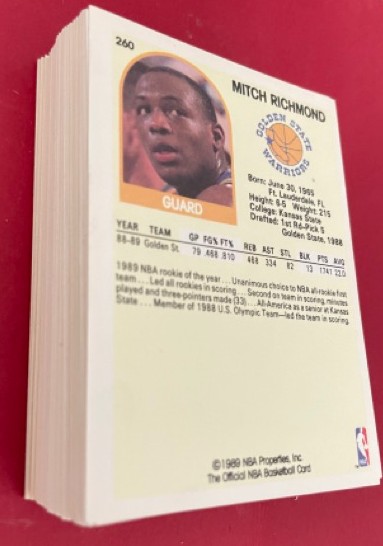 260
MITCH RICHMOND
GOLDEN STATE
WARRIORS
Born: June 30, 1965
Ft. Lauderdale, FL
Height: 6-5 Weight: 215
College: Kansas State
Drafted: 1st Rd-Pick 5
Golden State, 1988
GUARD
YEAR TEAM GP FG% FT% REB AST STL BLK PTS AVG
88-89 Golden St. 79 .468 .810 468 334 82 13 1741 22.0
1989 NBA rookie of the year . . . Unanimous choice to NBA all-rookie first
team . . . Led all rookies in scoring . . . Second on team in scoring, minutes
played and three-pointers made (33) . . . All-America as a senior at Kansas
State . . . Member of 1988 U.S. Olympic Team—led the team in scoring.
©1989 NBA Properties, Inc.
The Official NBA Basketball Card